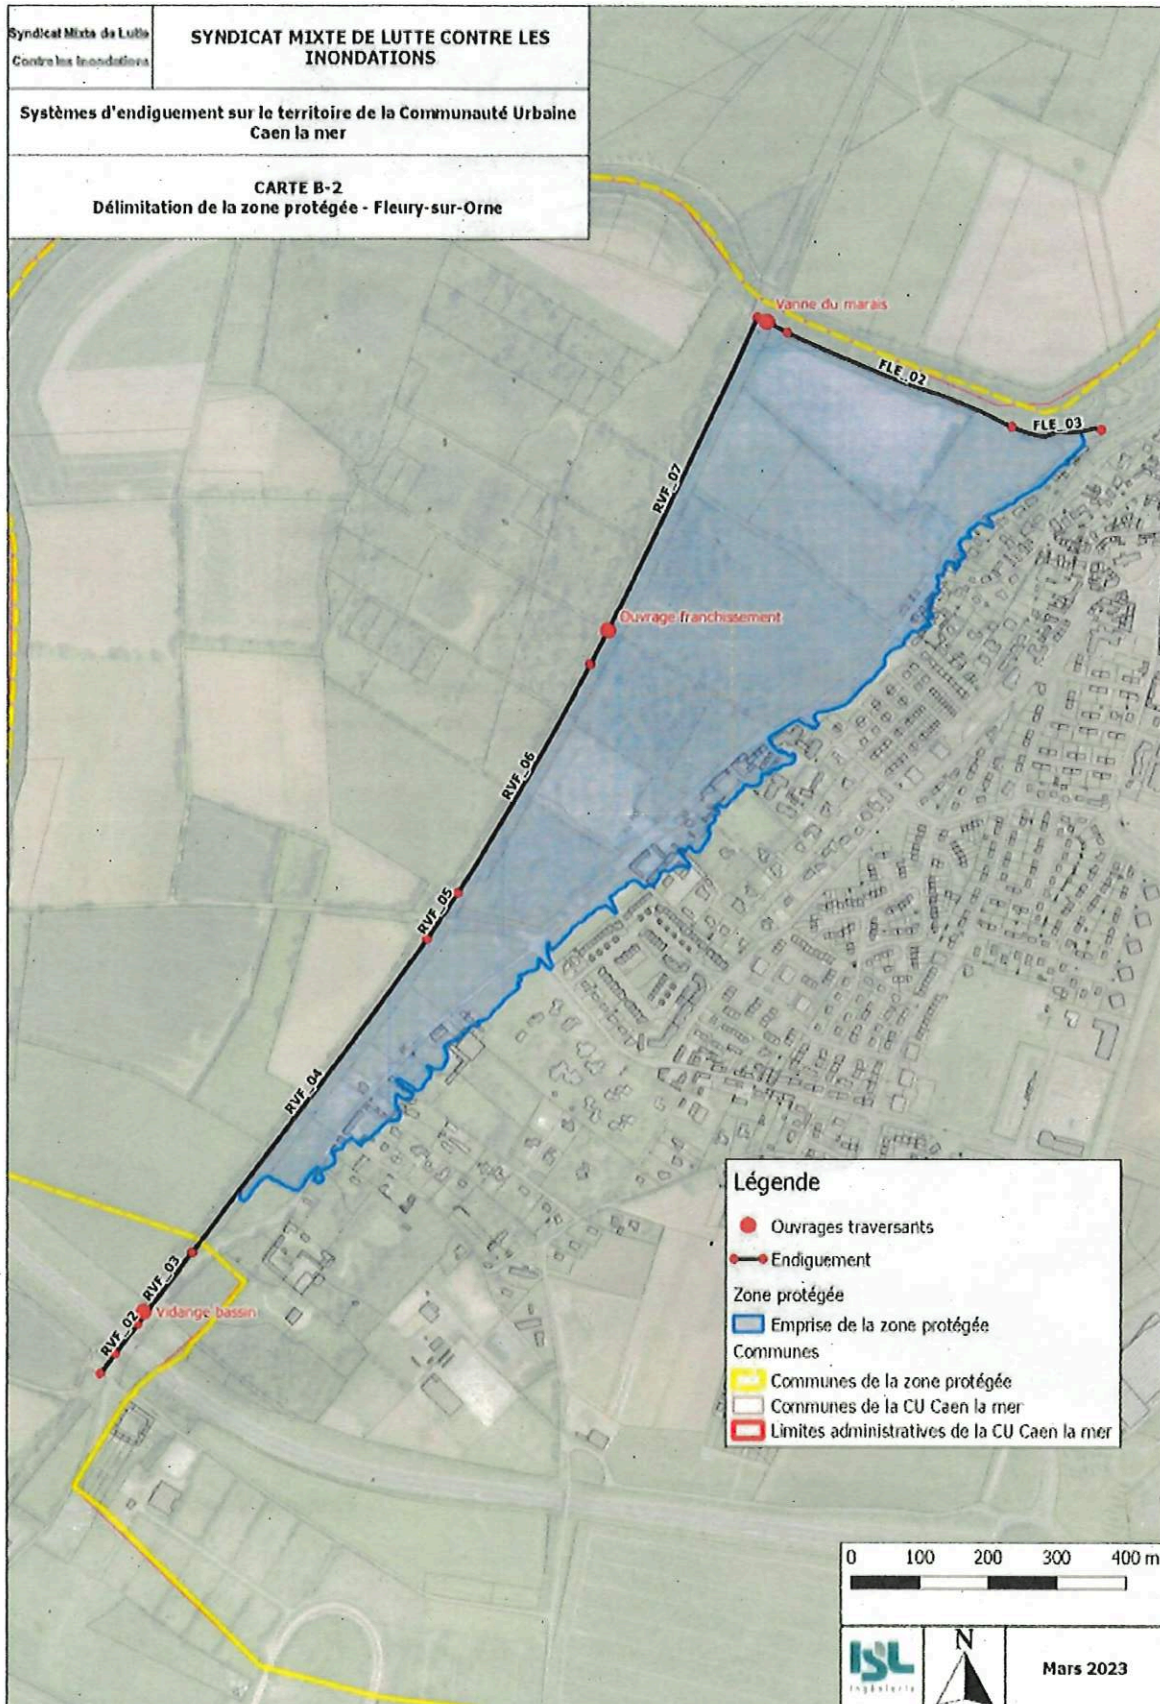 Syndicat Mixte de Lutte
Contre les Inondations
SYNDICAT MIXTE DE LUTTE CONTRE LES
INONDATIONS
Systèmes d'endiguement sur le territoire de la Communauté Urbaine
Caen la mer
CARTE B-2
Délimitation de la zone protégée - Fleury-sur-Orne
Vanne du marais
FLE_02
FLE_03
RVF_07
Ouvrage franchissement
RVF_06
RVF_05
RVF_04
RVF_03
Vidange bassin
RVF_02
Légende
Ouvrages traversants
Endiguement
Zone protégée
Emprise de la zone protégée
Communes
Communes de la zone protégée
Communes de la CU Caen la mer
Limites administratives de la CU Caen la mer
0 100 200 300 400 m
ISL
Ingénierie
N
Mars 2023